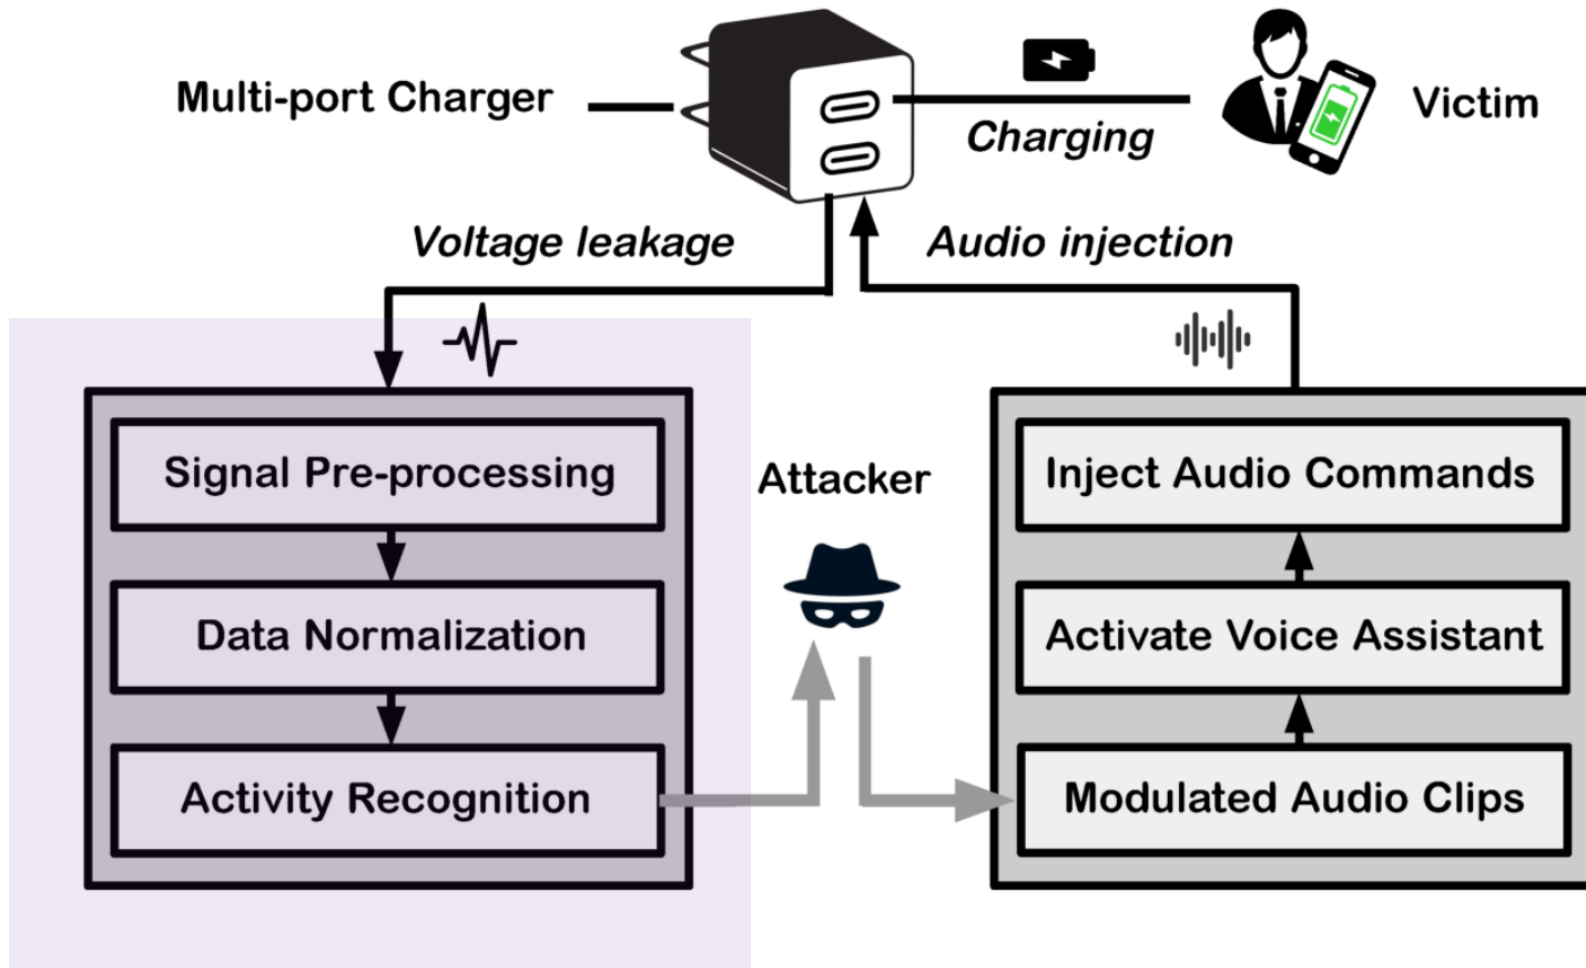 Multi-port Charger
Charging
Victim
Voltage leakage
Audio injection
Signal Pre-processing
Data Normalization
Activity Recognition
Attacker
Inject Audio Commands
Activate Voice Assistant
Modulated Audio Clips